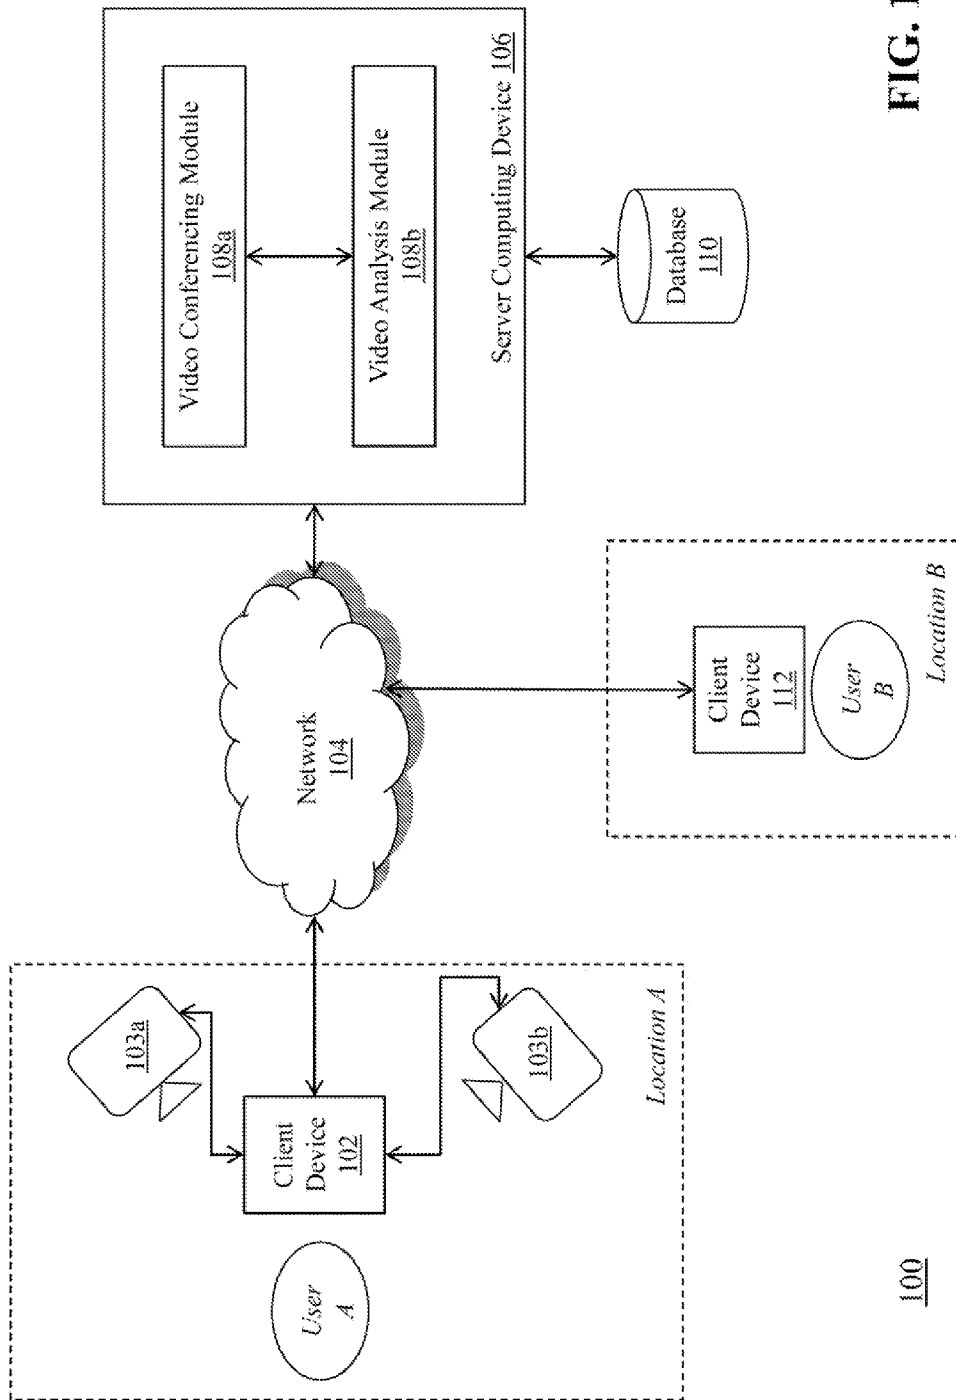 103a
Client
Device
102
User
A
103b
Location A
Network
104
Video Conferencing Module
108a
Video Analysis Module
108b
Server Computing Device 106
Database
110
Client
Device
112
User
B
Location B
100
FIG. 1